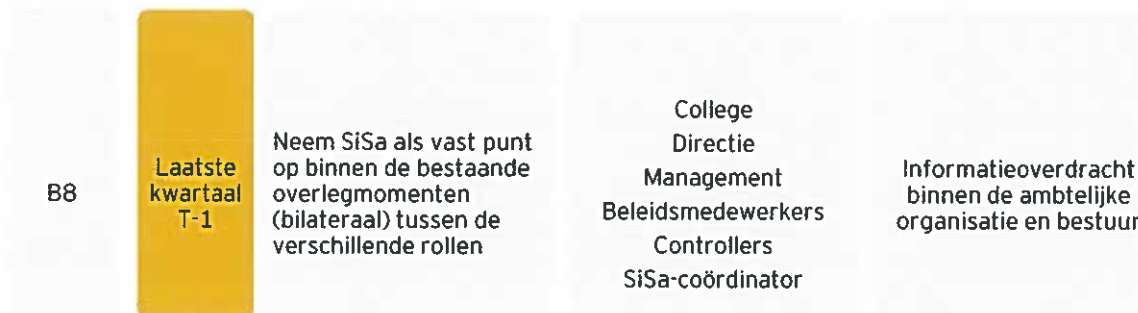 B8
Laatste
kwartaal
T-1
Neem SiSa als vast punt
op binnen de bestaande
overlegmomenten
(bilateraal) tussen de
verschillende rollen
College
Directie
Management
Beleidsmedewerkers
Controllers
SiSa-coördinator
Informatieoverdracht
binnen de ambtelijke
organisatie en bestuur